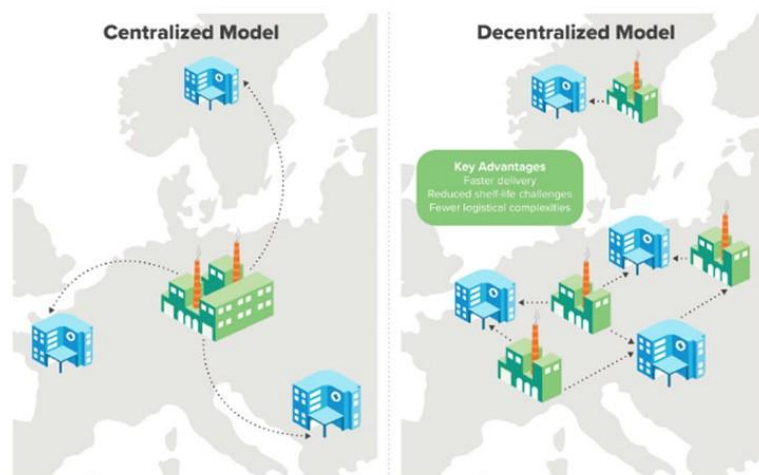 Centralized Model
Decentralized Model
Key Advantages
Faster delivery
Reduced shelf-life challenges
Fewer logistical complexities